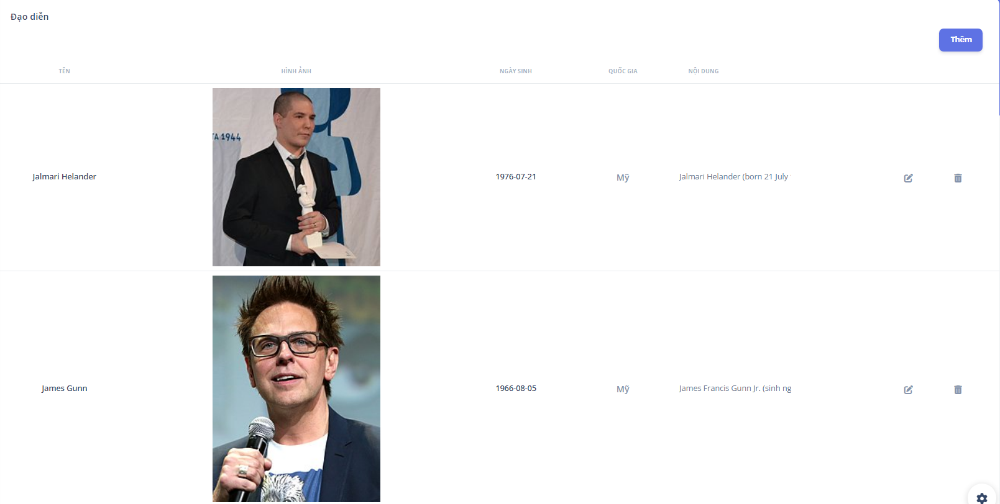 Đạo diễn
Thêm
TÊN HÌNH ẢNH NGÀY SINH QUỐC GIA NỘI DUNG
TA 1944
Jalmari Helander 1976-07-21 Mỹ Jalmari Helander (born 21 July
James Gunn 1966-08-05 Mỹ James Francis Gunn Jr. (sinh ng